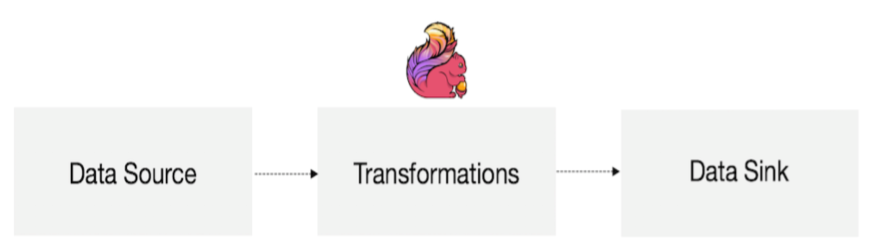 Data Source
Transformations
Data Sink